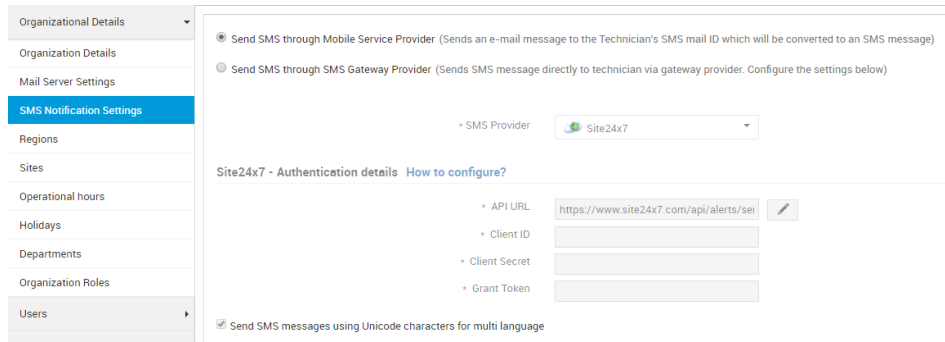 Organizational Details
Organization Details
Mail Server Settings
SMS Notification Settings
Regions
Sites
Operational hours
Holidays
Departments
Organization Roles
Users
Send SMS through Mobile Service Provider (Sends an e-mail message to the Technician's SMS mail ID which will be converted to an SMS message)
Send SMS through SMS Gateway Provider (Sends SMS message directly to technician via gateway provider. Configure the settings below)
* SMS Provider Site24x7
Site24x7 - Authentication details How to configure?
* API URL https://www.site24x7.com/api/alerts/se
* Client ID
* Client Secret
* Grant Token
Send SMS messages using Unicode characters for multi language